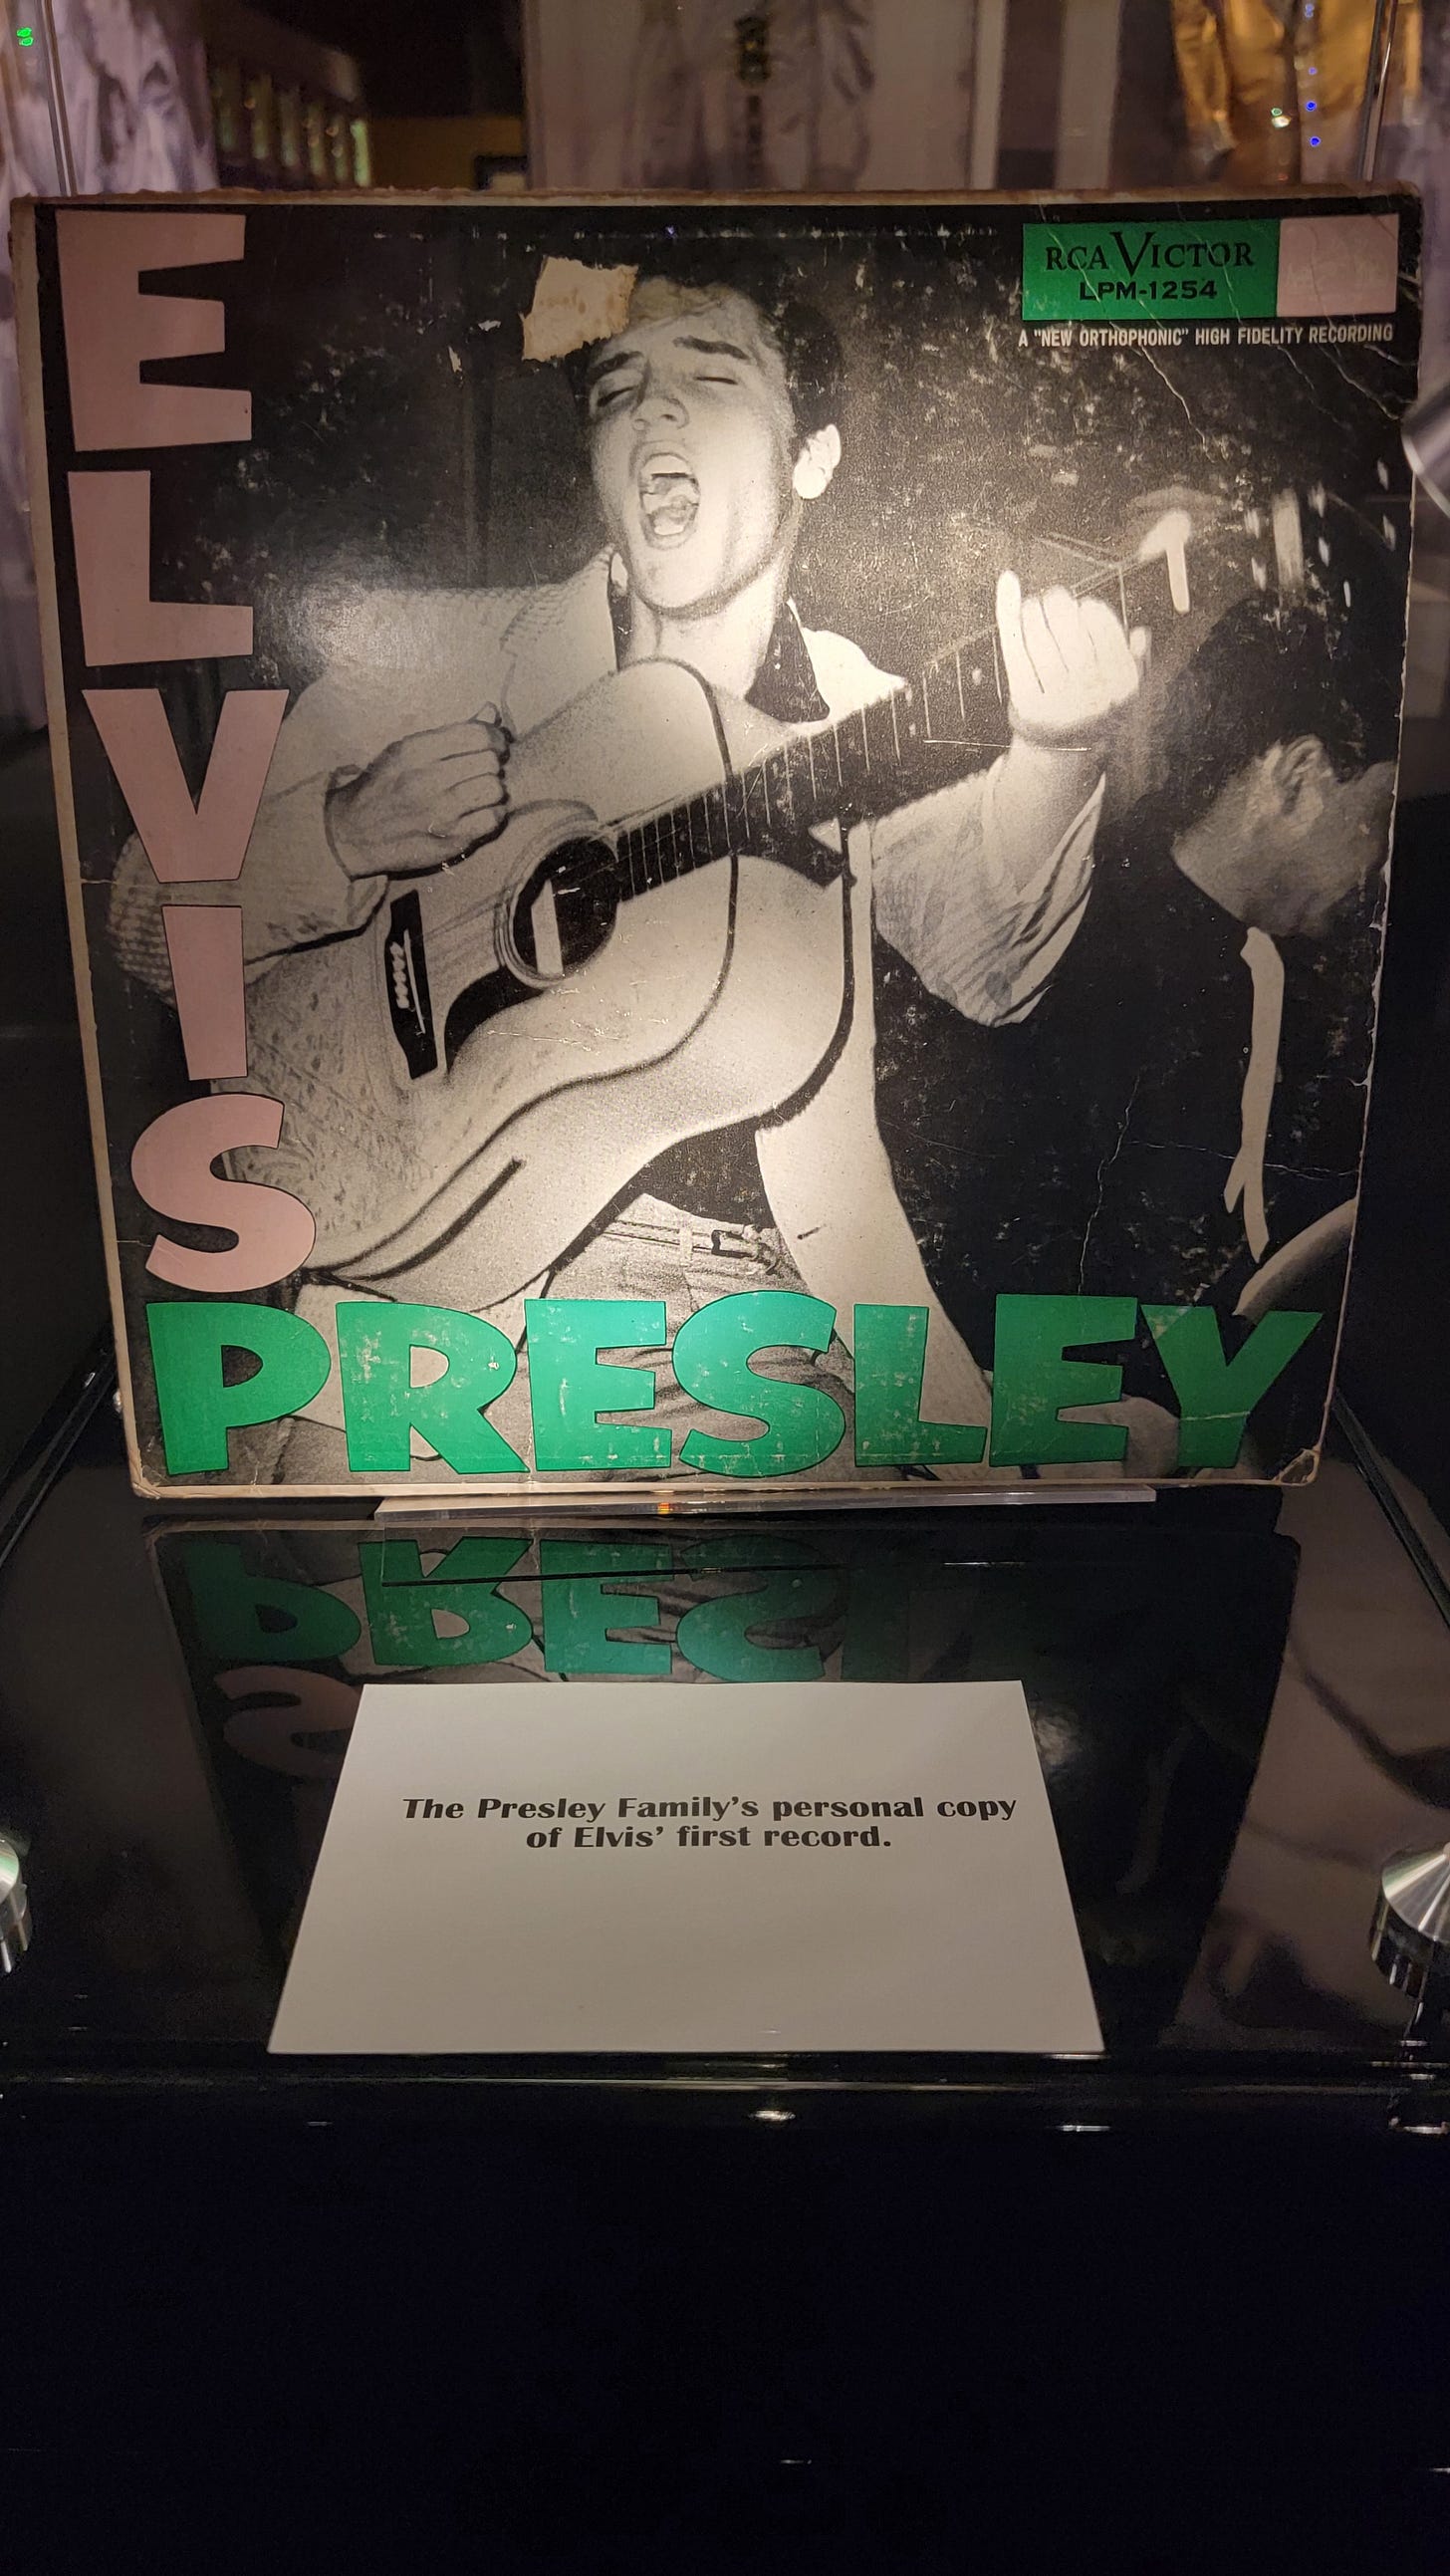 ELVIS
PRESLEY
RCA VICTOR
LPM-1254
A "NEW ORTHOPHONIC" HIGH FIDELITY RECORDING
The Presley Family's personal copy
of Elvis' first record.